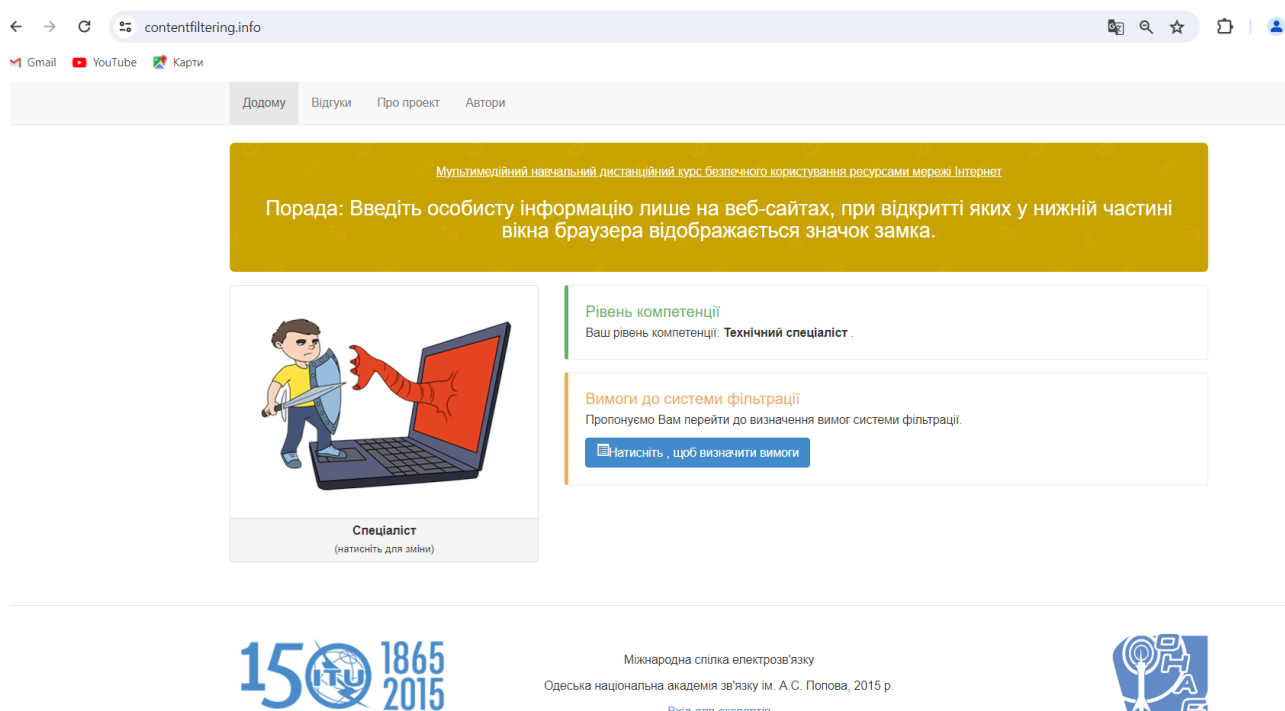 contentfiltering.info
Gmail YouTube Карти
Додому Відгуки Про проект Автори
Мультимедійний навчальний дистанційний курс безпечного користування ресурсами мережі Інтернет
Порада: Введіть особисту інформацію лише на веб-сайтах, при відкритті яких у нижній частині
вікна браузера відображається значок замка.
Рівень компетенції
Ваш рівень компетенції: Технічний спеціаліст .
Вимоги до системи фільтрації
Пропонуємо Вам перейти до визначення вимог системи фільтрації.
Натисніть , щоб визначити вимоги
Спеціаліст
(натисніть для зміни)
150 ITU 1865
2015
Міжнародна спілка електрозв'язку
Одеська національна академія зв'язку ім. А.С. Попова, 2015 р.
Вхід для експертів
ОНАЗ